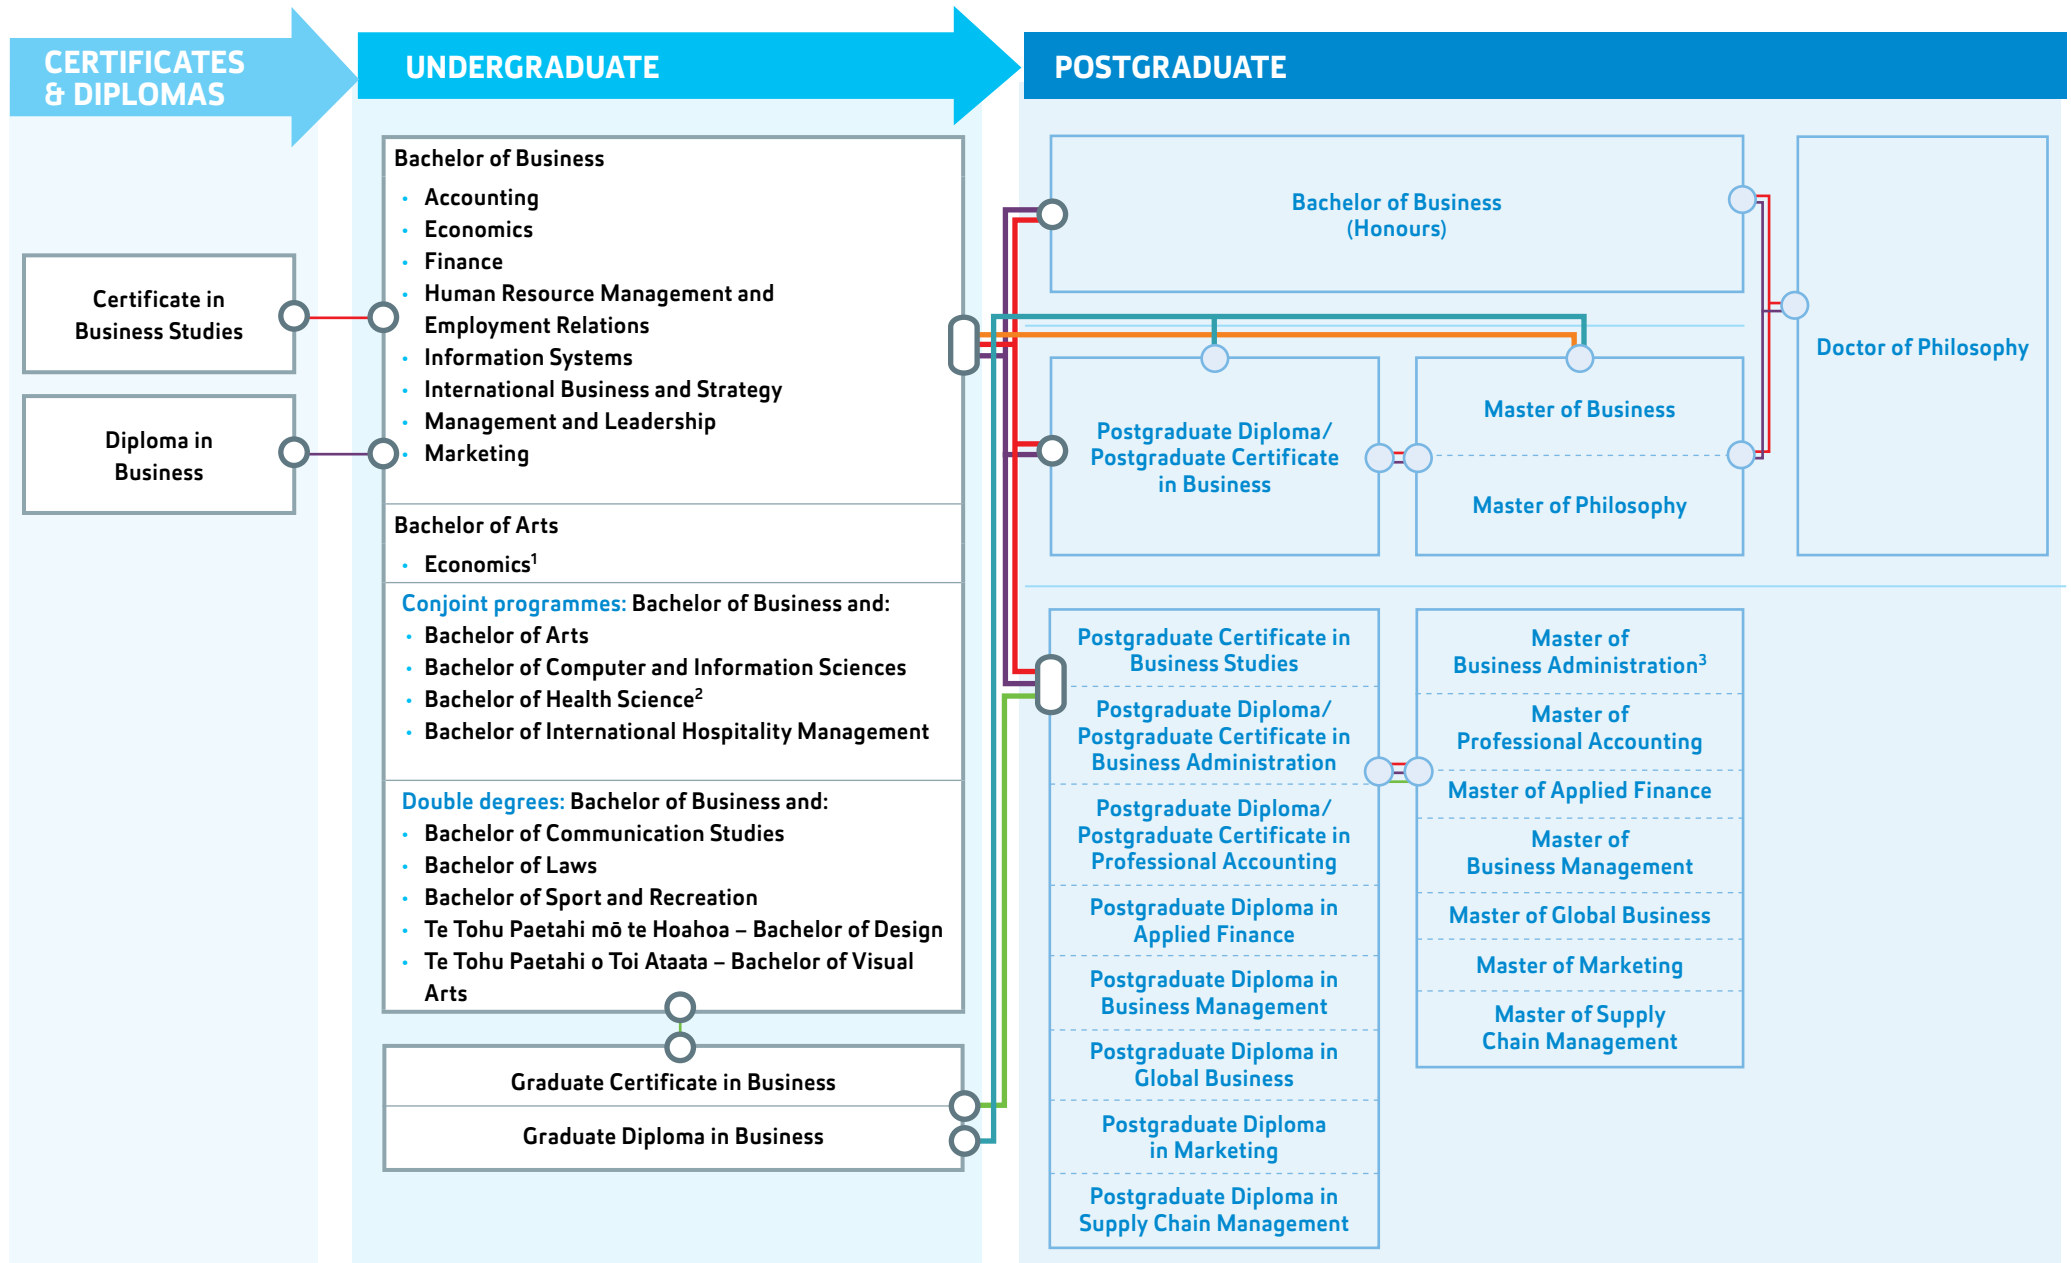 CERTIFICATES
& DIPLOMAS
UNDERGRADUATE
POSTGRADUATE
Certificate in
Business Studies
Diploma in
Business
Bachelor of Business
• Accounting
• Economics
• Finance
• Human Resource Management and
Employment Relations
• Information Systems
• International Business and Strategy
• Management and Leadership
• Marketing
Bachelor of Arts
• Economics¹
Conjoint programmes: Bachelor of Business and:
• Bachelor of Arts
• Bachelor of Computer and Information Sciences
• Bachelor of Health Science²
• Bachelor of International Hospitality Management
Double degrees: Bachelor of Business and:
• Bachelor of Communication Studies
• Bachelor of Laws
• Bachelor of Sport and Recreation
• Te Tohu Paetahi mō te Hoahoa – Bachelor of Design
• Te Tohu Paetahi o Toi Ataata – Bachelor of Visual
Arts
Graduate Certificate in Business
Graduate Diploma in Business
Bachelor of Business
(Honours)
Postgraduate Diploma/
Postgraduate Certificate
in Business
Master of Business
Master of Philosophy
Doctor of Philosophy
Postgraduate Certificate in
Business Studies
Postgraduate Diploma/
Postgraduate Certificate in
Business Administration
Postgraduate Diploma/
Postgraduate Certificate in
Professional Accounting
Postgraduate Diploma in
Applied Finance
Postgraduate Diploma in
Business Management
Postgraduate Diploma in
Global Business
Postgraduate Diploma
in Marketing
Postgraduate Diploma in
Supply Chain Management
Master of
Business Administration³
Master of
Professional Accounting
Master of Applied Finance
Master of
Business Management
Master of Global Business
Master of Marketing
Master of Supply
Chain Management